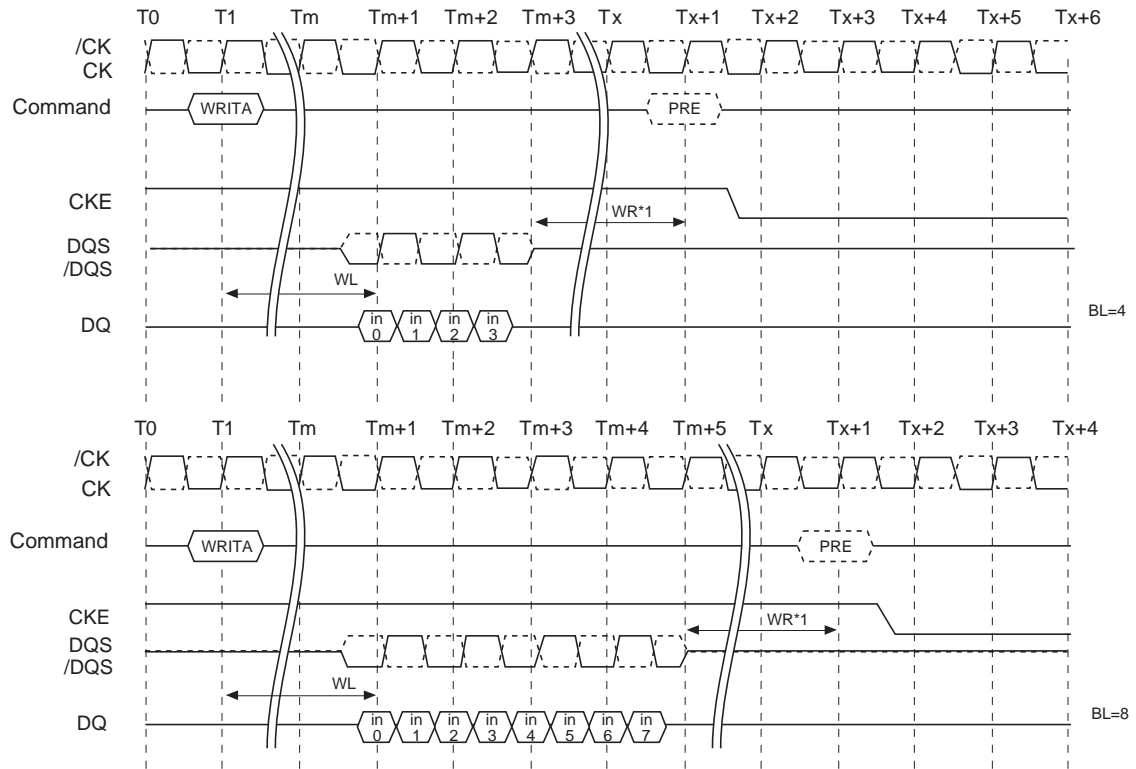 T0 T1 Tm Tm+1 Tm+2 Tm+3 Tx Tx+1 Tx+2 Tx+3 Tx+4 Tx+5 Tx+6
/CK
CK
Command WRITA PRE
CKE
WR*1
DQS
/DQS
WL
DQ in 0 in 1 in 2 in 3
BL=4
T0 T1 Tm Tm+1 Tm+2 Tm+3 Tm+4 Tm+5 Tx Tx+1 Tx+2 Tx+3 Tx+4
/CK
CK
Command WRITA PRE
CKE
WR*1
DQS
/DQS
WL
DQ in 0 in 1 in 2 in 3 in 4 in 5 in 6 in 7
BL=8